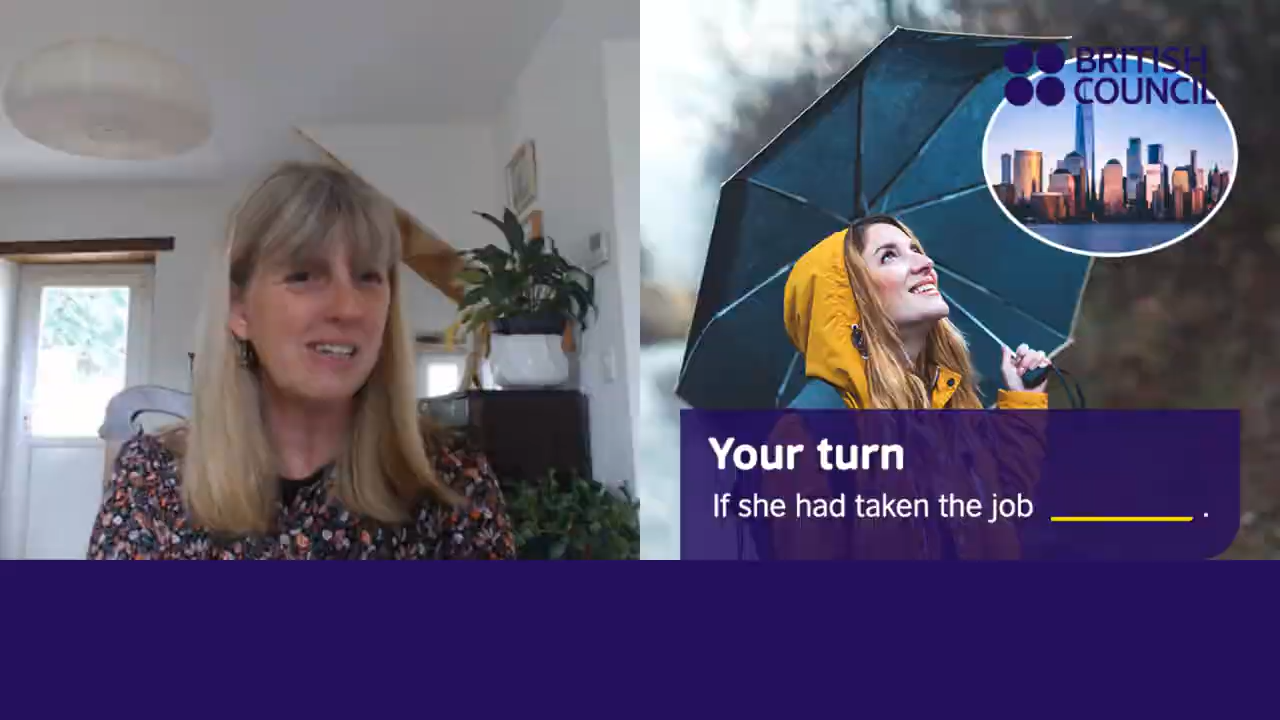 BRITISH
COUNCIL
Your turn
If she had taken the job ________ .